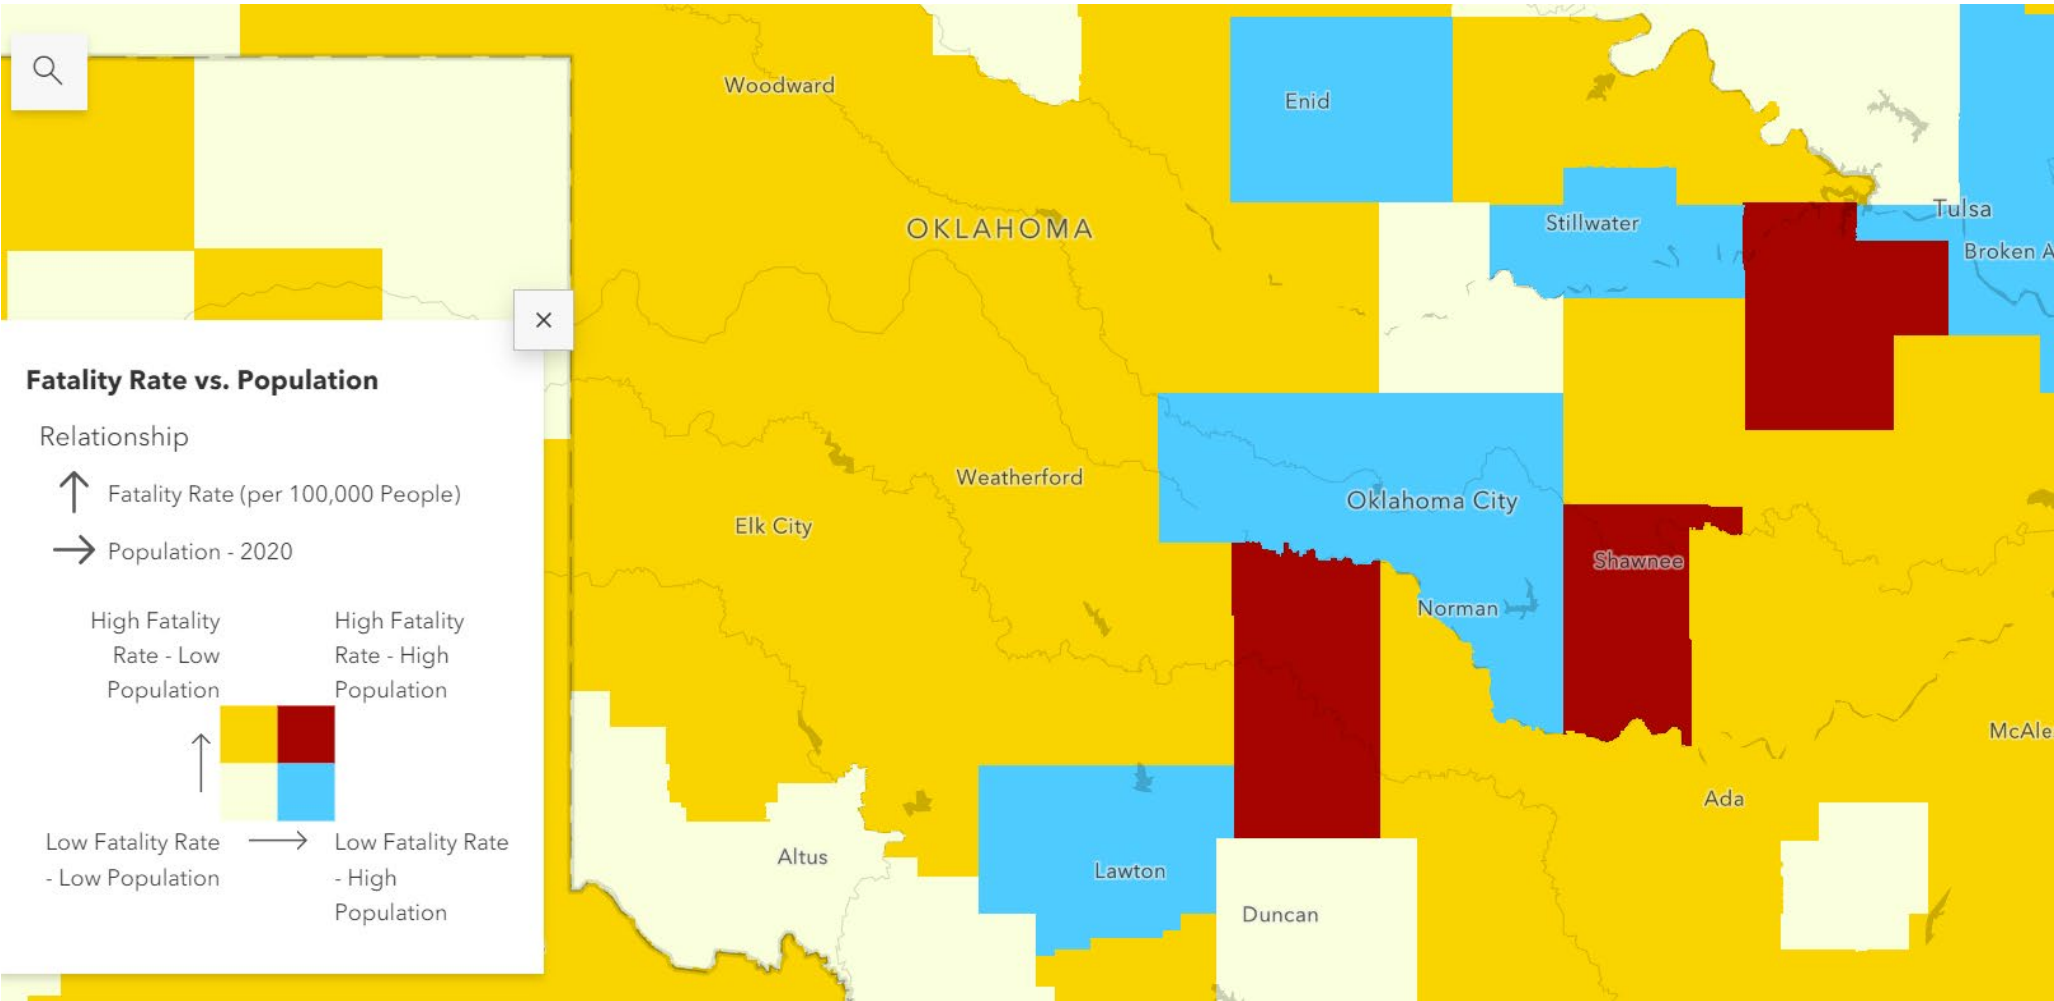 Woodward
Enid
OKLAHOMA
Stillwater
Tulsa
Broken A
Fatality Rate vs. Population
Relationship
Fatality Rate (per 100,000 People)
Population - 2020
High Fatality
Rate - Low
Population
High Fatality
Rate - High
Population
Low Fatality Rate
- Low Population
Low Fatality Rate
- High
Population
Weatherford
Oklahoma City
Elk City
Shawnee
Norman
McAle
Ada
Altus
Lawton
Duncan